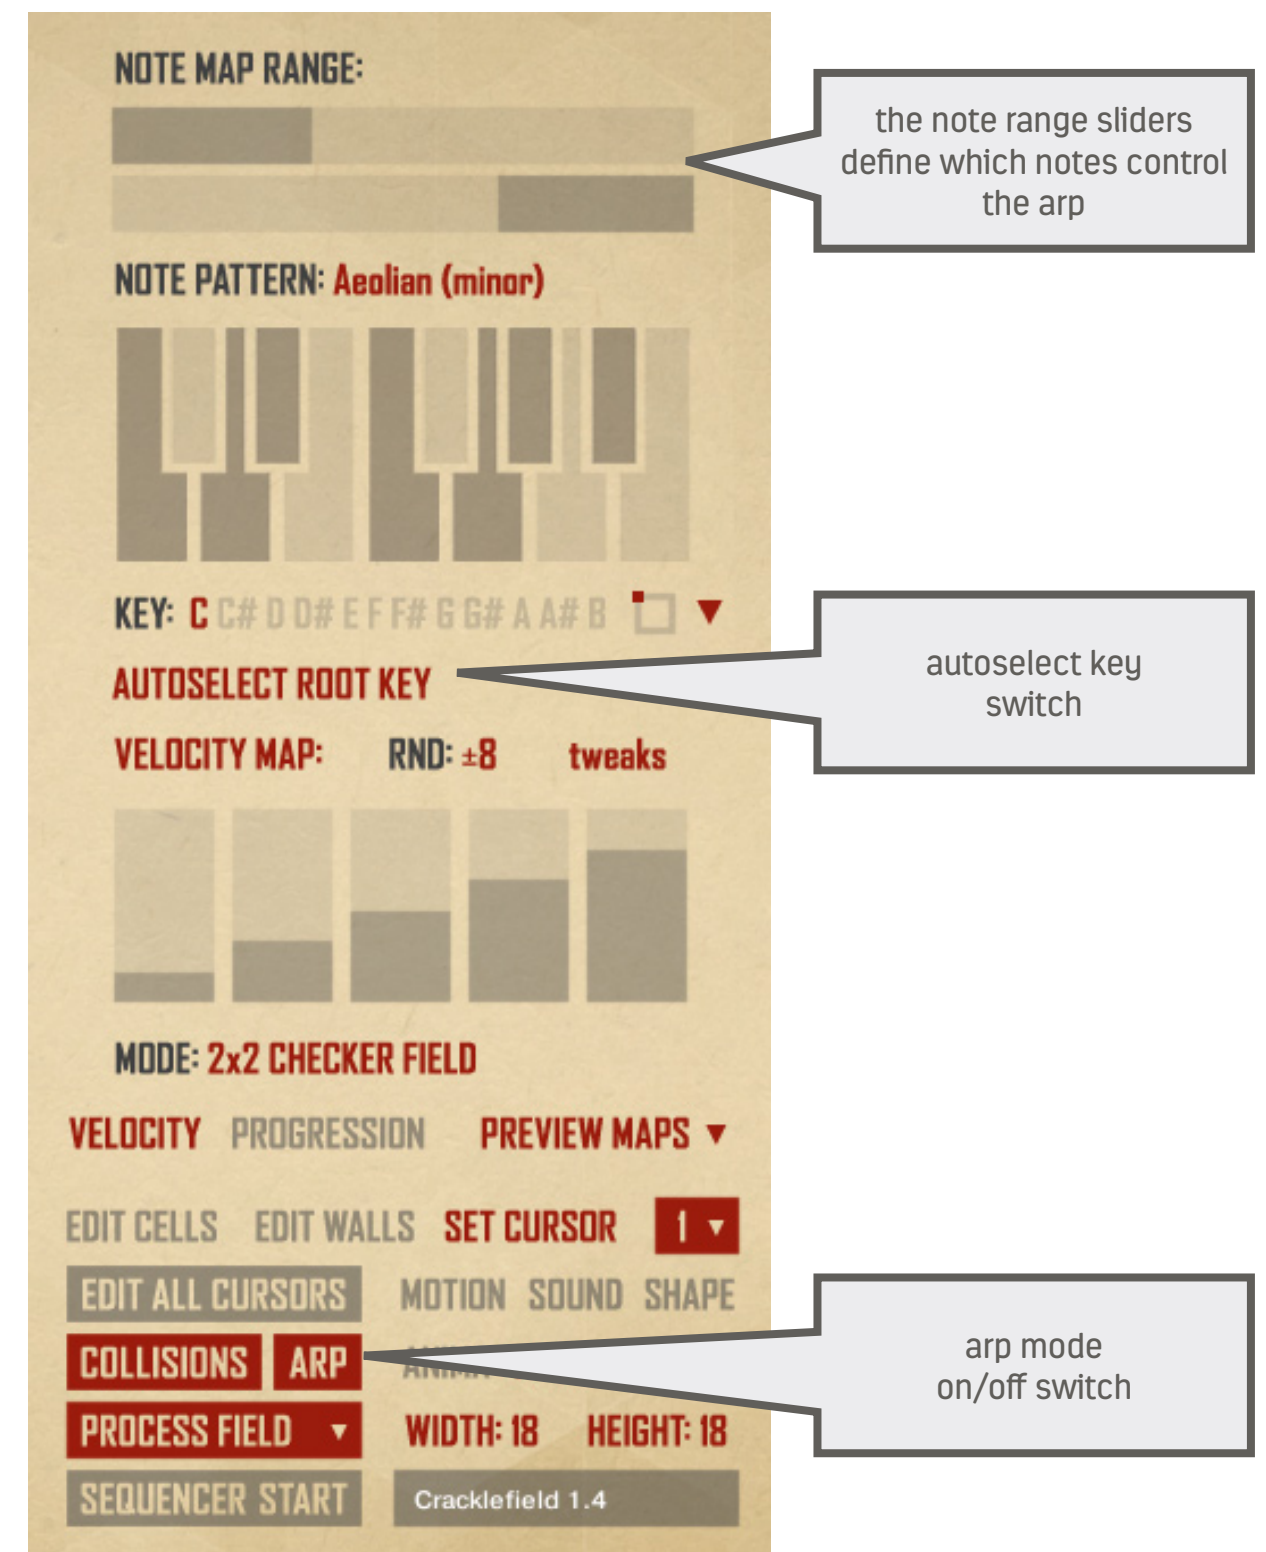 NOTE MAP RANGE:
the note range sliders
define which notes control
the arp
NOTE PATTERN: Aeolian (minor)
KEY: C C# D D# E F F# G G# A A# B
AUTOSELECT ROOT KEY
autoselect key
switch
VELOCITY MAP: RND: ±8 tweaks
MODE: 2x2 CHECKER FIELD
VELOCITY PROGRESSION PREVIEW MAPS ▼
EDIT CELLS EDIT WALLS SET CURSOR 1 ▼
EDIT ALL CURSORS MOTION SOUND SHAPE
COLLISIONS ARP
arp mode
on/off switch
PROCESS FIELD ▼ WIDTH: 18 HEIGHT: 18
SEQUENCER START Cracklefield 1.4